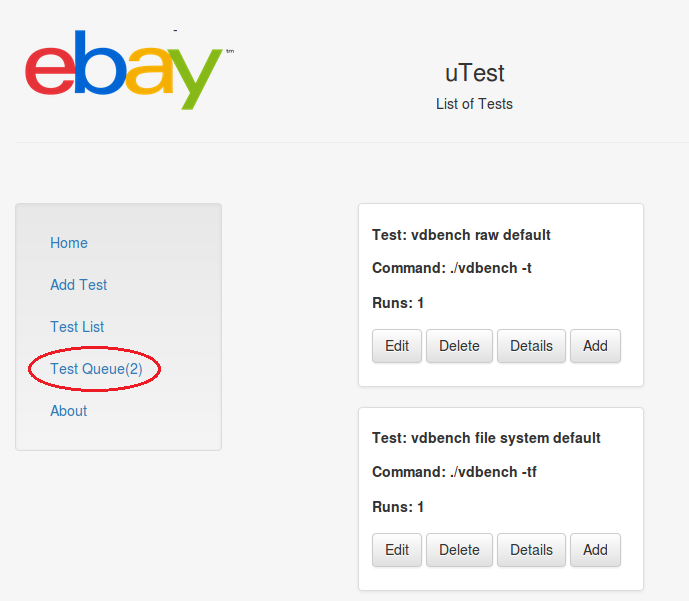 ebay™
uTest
List of Tests
Home
Add Test
Test List
Test Queue(2)
About
Test: vdbench raw default
Command: ./vdbench -t
Runs: 1
Edit Delete Details Add
Test: vdbench file system default
Command: ./vdbench -tf
Runs: 1
Edit Delete Details Add